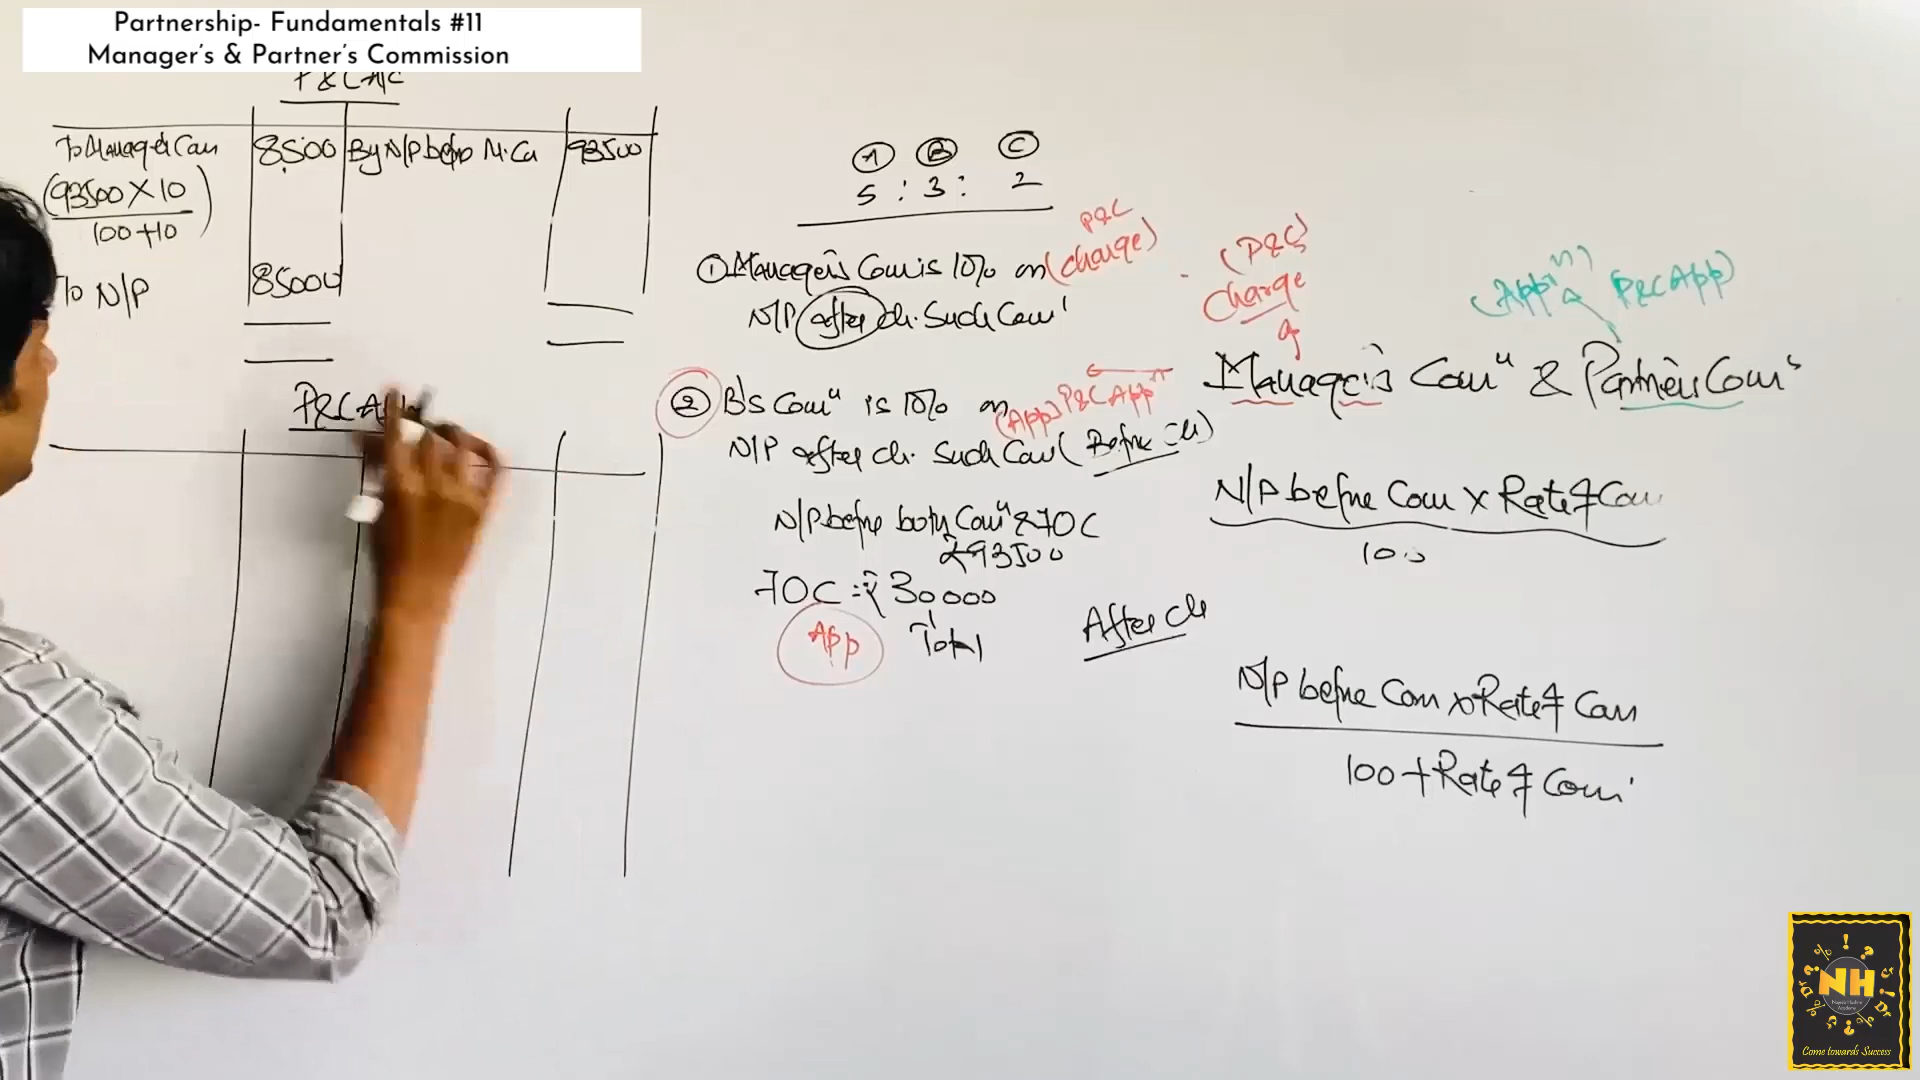 Partnership- Fundamentals #11
Manager's & Partner's Commission
P&L A/C
To Manager's Com 8500 By N/P before M. Com 93500
(93500 X 10)
100 +10
To N/P 85000
P&L App
A B C
5 : 3 : 2
① Manager's Com is 10% on (charge) P&L
N/P after ch. Such Com
② B's Com is 10% on (App) P&L App
N/P after ch. Such Com (Before Ch)
N/P before both Com & IOC
₹93500
IOC = ₹ 30000
App Total
(P&L)
Charge
(App P&L App)
Manager's Com & Partner's Com
N/P before Com x Rate of Com
100
After Ch
N/P before Com x Rate of Com
100 + Rate of Com
NH
Come towards Success